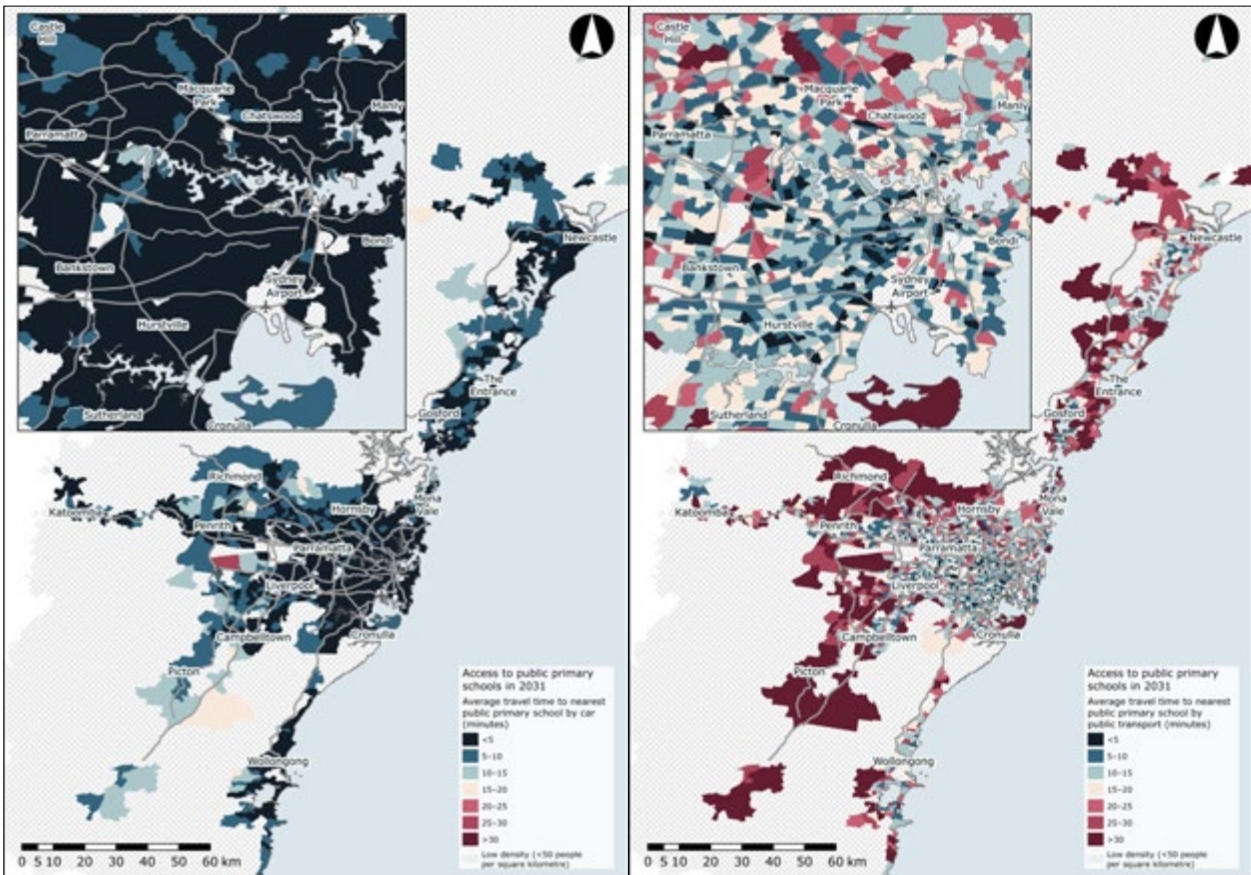 Castle
Hill
Macquarie
Park
Chatswood
Manly
Parramatta
Bankstown
Bondi
Sydney
Airport
Hurstville
Sutherland
Cronulla
Newcastle
The
Entrance
Gosford
Richmond
Mona
Vale
Katoomba
Hornsby
Penrith
Parramatta
Liverpool
Campbelltown
Cronulla
Picton
Wollongong
Access to public primary
schools in 2031
Average travel time to nearest
public primary school by car
(minutes)
<5
5–10
10–15
15–20
20–25
25–30
>30
Low density (<50 people
per square kilometre)
0 5 10 20 30 40 50 60 km
Castle
Hill
Macquarie
Park
Chatswood
Manly
Parramatta
Bankstown
Bondi
Sydney
Airport
Hurstville
Sutherland
Cronulla
Newcastle
The
Entrance
Gosford
Richmond
Mona
Vale
Katoomba
Hornsby
Penrith
Parramatta
Liverpool
Campbelltown
Cronulla
Picton
Wollongong
Access to public primary
schools in 2031
Average travel time to nearest
public primary school by
public transport (minutes)
<5
5–10
10–15
15–20
20–25
25–30
>30
Low density (<50 people
per square kilometre)
0 5 10 20 30 40 50 60 km